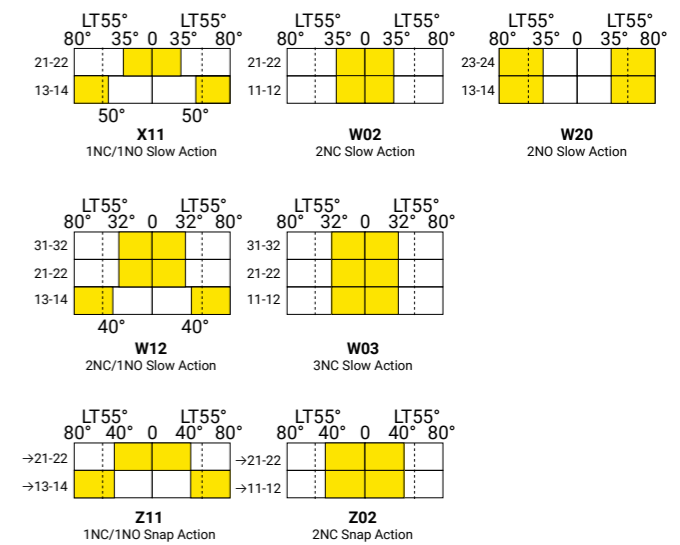 LT55° LT55° LT55° LT55° LT55° LT55°
80° 35° 0 35° 80° 80° 35° 0 35° 80° 80° 35° 0 35° 80°
21-22 21-22 23-24
13-14 11-12 13-14
50° 50°
X11 W02 W20
1NC/1NO Slow Action 2NC Slow Action 2NO Slow Action
LT55° LT55° LT55° LT55°
80° 32° 0 32° 80° 80° 32° 0 32° 80°
31-32 31-32
21-22 21-22
13-14 11-12
40° 40°
W12 W03
2NC/1NO Slow Action 3NC Slow Action
LT55° LT55° LT55° LT55°
80° 40° 0 40° 80° 80° 40° 0 40° 80°
→21-22 →21-22
→13-14 →11-12
Z11 Z02
1NC/1NO Snap Action 2NC Snap Action